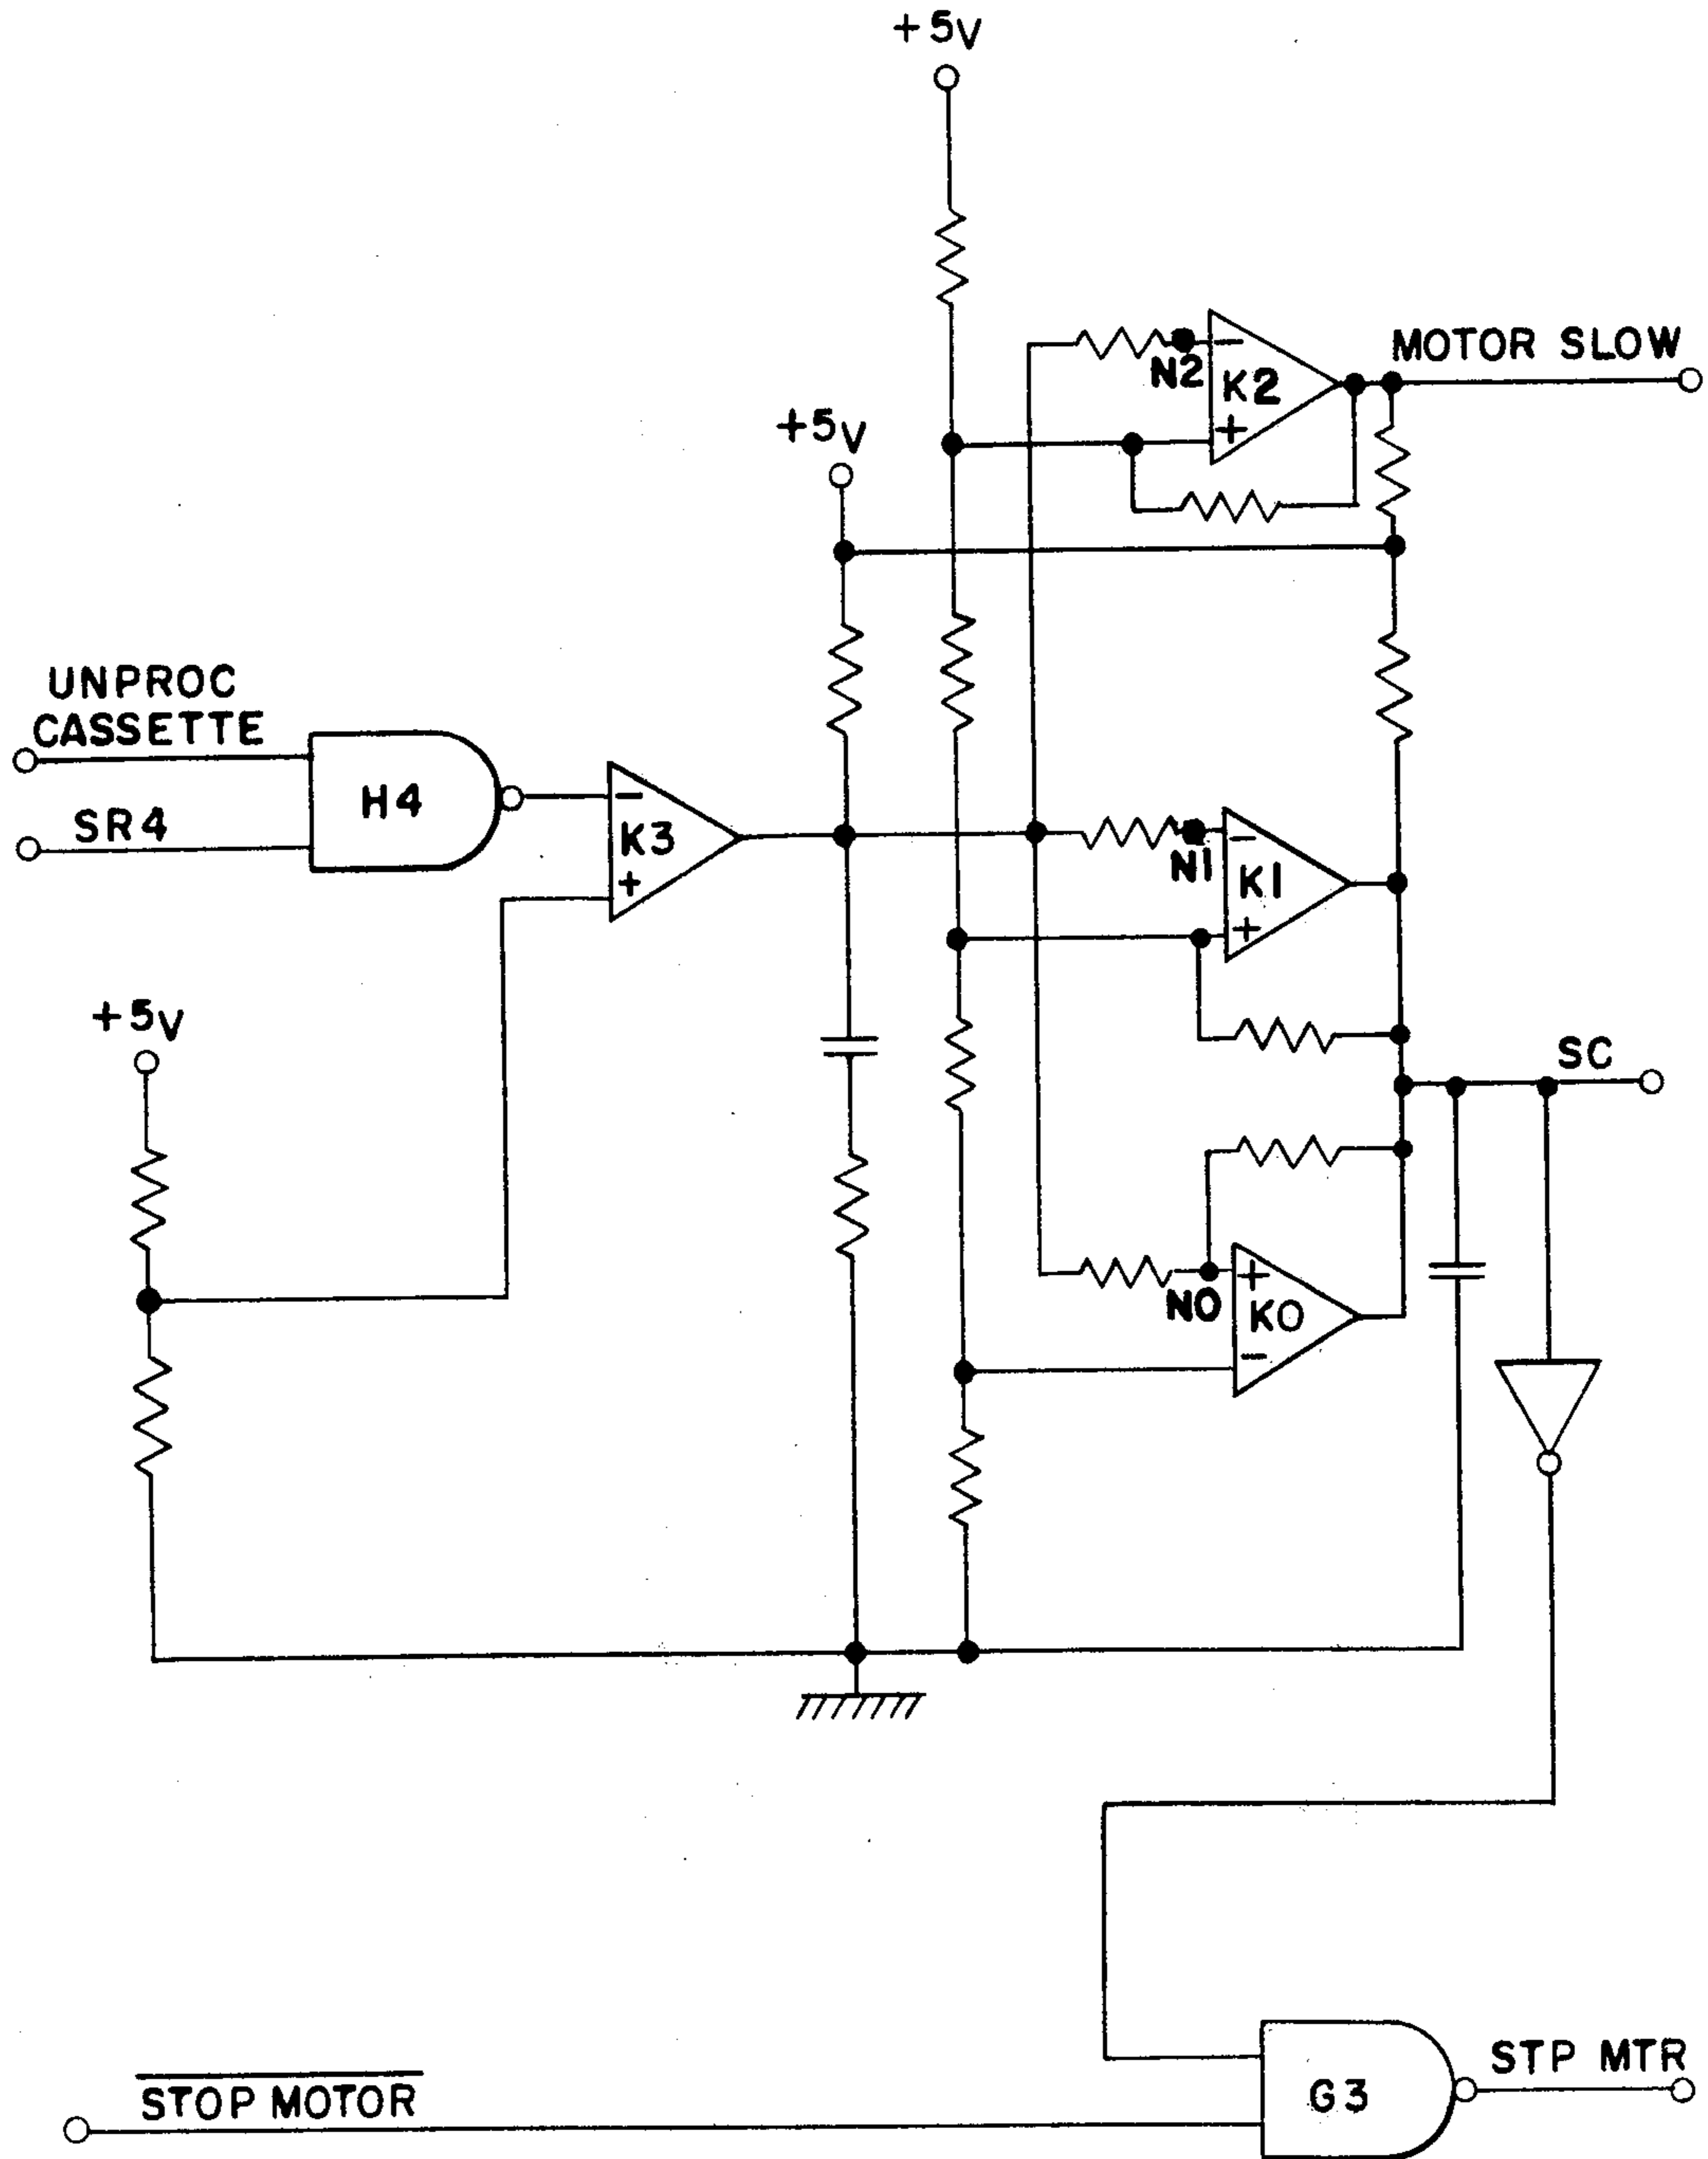 +5V
MOTOR SLOW
-
N2
K2
+
+5V
UNPROC
CASSETTE
H4
SR4
-
K3
+
-
N1
K1
+
+5V
SC
+
N0
K0
-
STP MTR
STOP MOTOR
G3